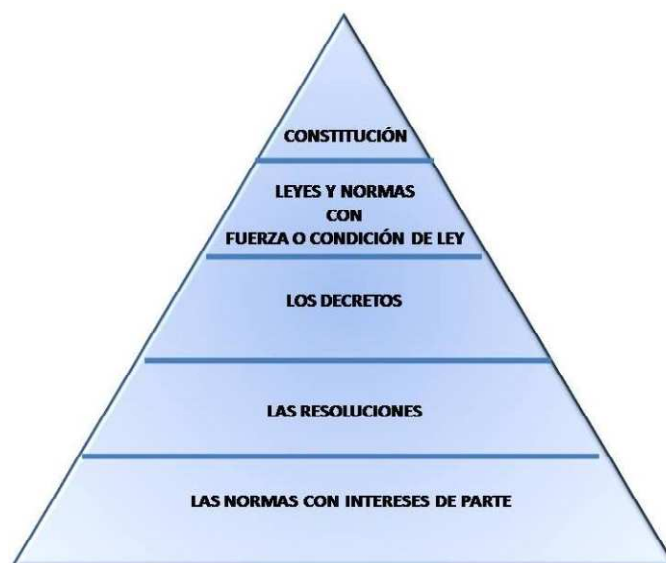 CONSTITUCIÓN
LEYES Y NORMAS
CON
FUERZA O CONDICIÓN DE LEY
LOS DECRETOS
LAS RESOLUCIONES
LAS NORMAS CON INTERESES DE PARTE